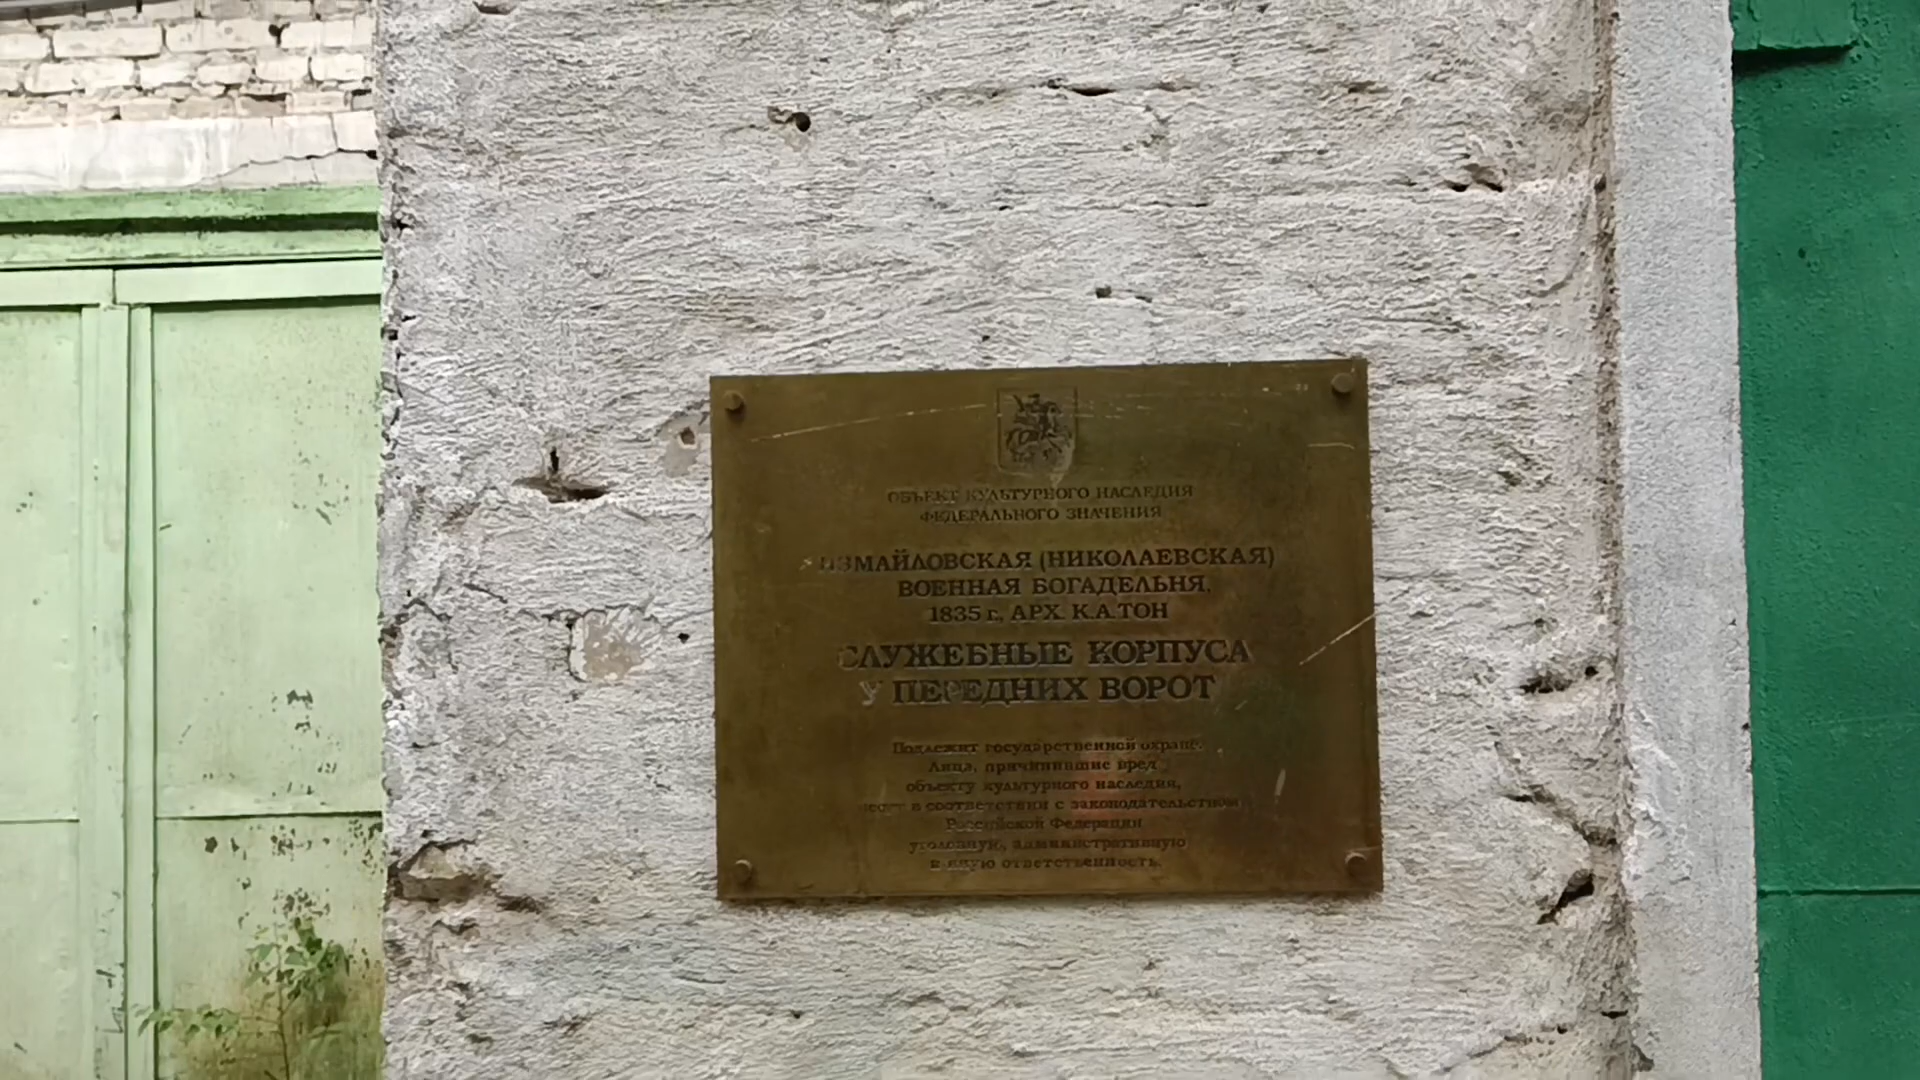 ОБЪЕКТ КУЛЬТУРНОГО НАСЛЕДИЯ
ФЕДЕРАЛЬНОГО ЗНАЧЕНИЯ
ИЗМАЙЛОВСКАЯ (НИКОЛАЕВСКАЯ)
ВОЕННАЯ БОГАДЕЛЬНЯ,
1835 г., АРХ. К.А.ТОН
СЛУЖЕБНЫЕ КОРПУСА
У ПЕРЕДНИХ ВОРОТ
Подлежит государственной охране.
Лица, причинившие вред
объекту культурного наследия,
несут в соответствии с законодательством
Российской Федерации
уголовную, административную
и иную ответственность.